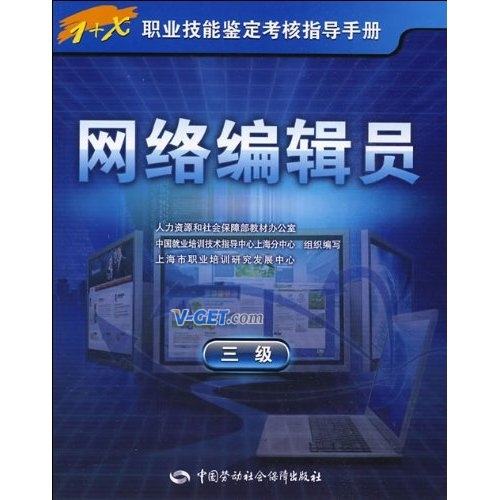 1+X 职业技能鉴定考核指导手册
网络编辑员
人力资源和社会保障部教材办公室
中国就业培训技术指导中心上海分中心 组织编写
上海市职业培训研究发展中心
V-GET.com
三级
中国劳动社会保障出版社